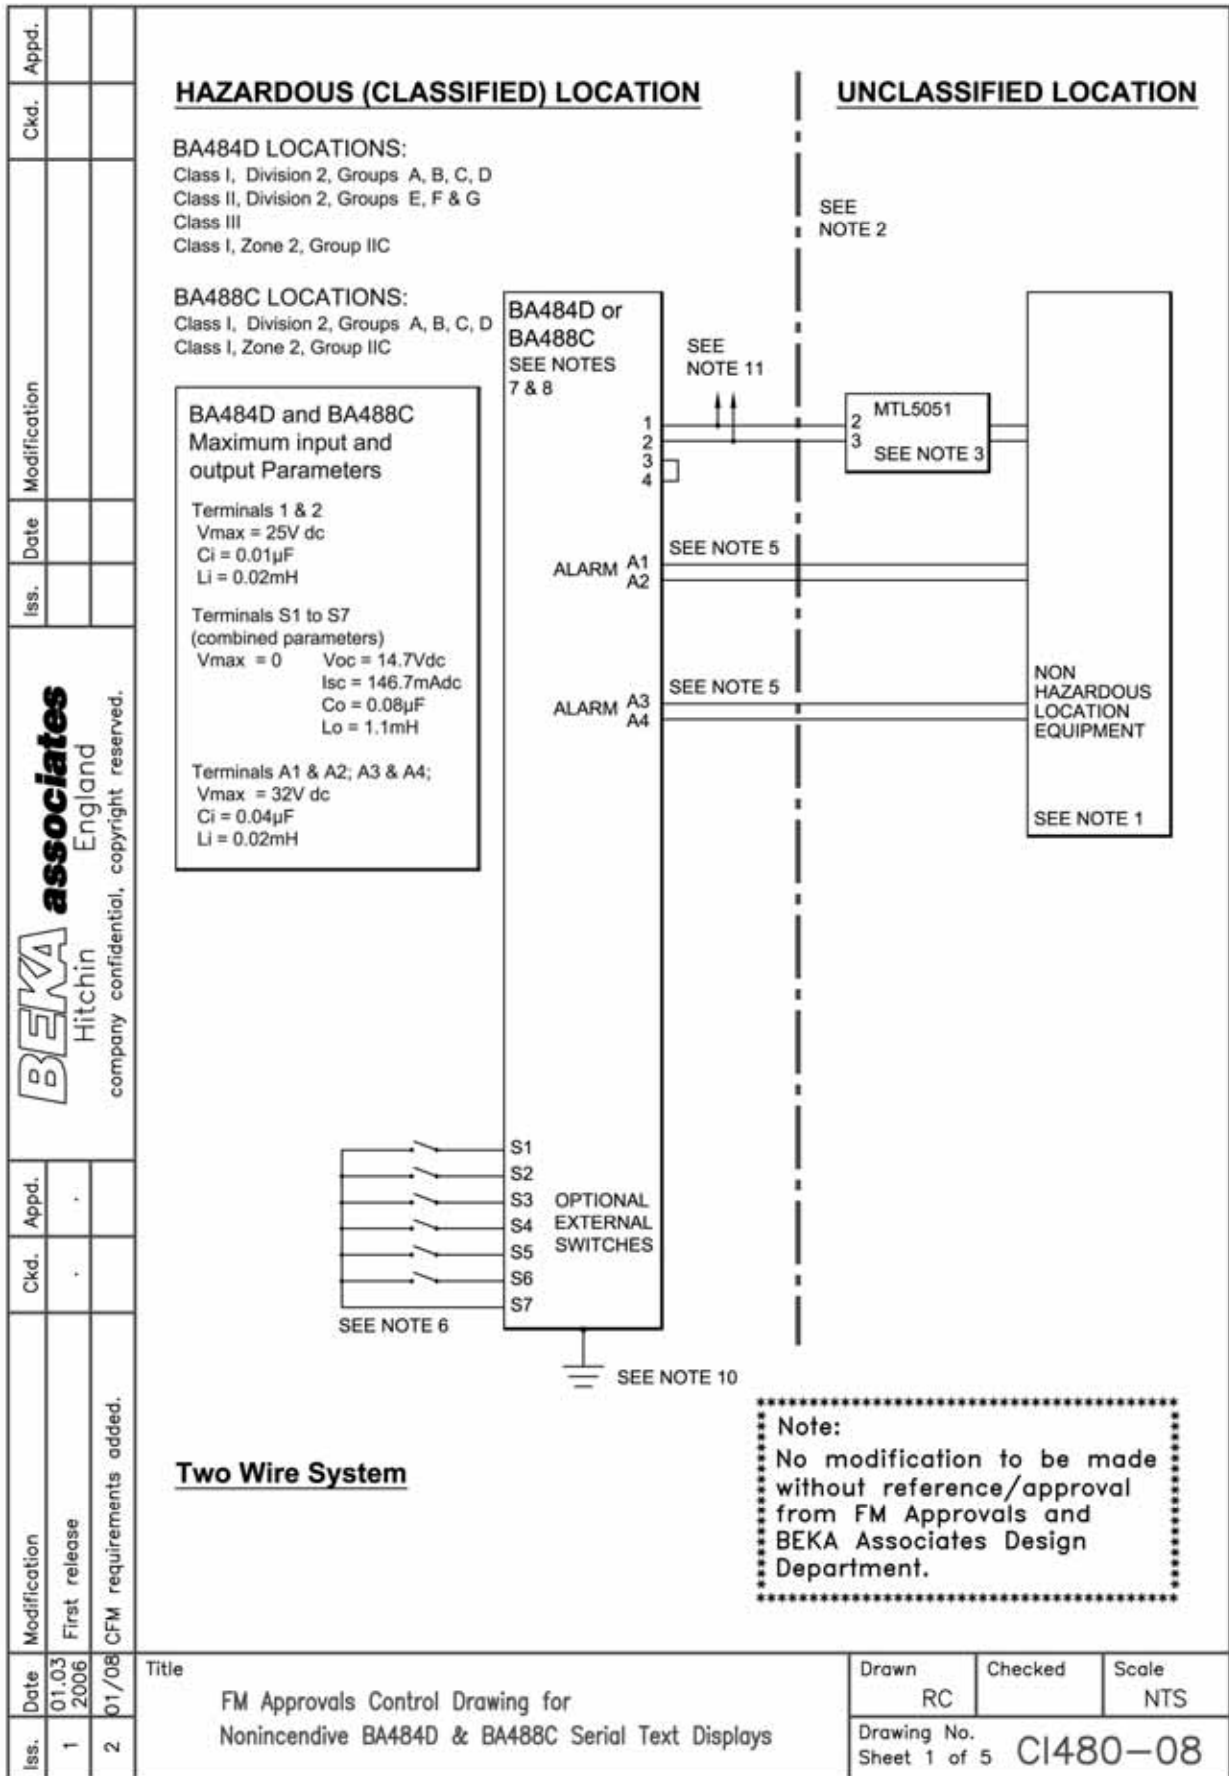 HAZARDOUS (CLASSIFIED) LOCATION
UNCLASSIFIED LOCATION
BA484D LOCATIONS:
Class I, Division 2, Groups A, B, C, D
Class II, Division 2, Groups E, F & G
Class III
Class I, Zone 2, Group IIC
SEE
NOTE 2
BA488C LOCATIONS:
Class I, Division 2, Groups A, B, C, D
Class I, Zone 2, Group IIC
BA484D and BA488C
Maximum input and
output Parameters
Terminals 1 & 2
Vmax = 25V dc
Ci = 0.01µF
Li = 0.02mH
Terminals S1 to S7
(combined parameters)
Vmax = 0 Voc = 14.7Vdc
Isc = 146.7mAdc
Co = 0.08µF
Lo = 1.1mH
Terminals A1 & A2; A3 & A4;
Vmax = 32V dc
Ci = 0.04µF
Li = 0.02mH
BA484D or
BA488C
SEE NOTES
7 & 8
1
2
3
4
SEE
NOTE 11
2
3
MTL5051
SEE NOTE 3
ALARM A1
A2
SEE NOTE 5
ALARM A3
A4
SEE NOTE 5
NON
HAZARDOUS
LOCATION
EQUIPMENT
SEE NOTE 1
S1
S2
S3
S4
S5
S6
S7
OPTIONAL
EXTERNAL
SWITCHES
SEE NOTE 6
SEE NOTE 10
Two Wire System
Note:
No modification to be made
without reference/approval
from FM Approvals and
BEKA Associates Design
Department.
Title
FM Approvals Control Drawing for
Nonincendive BA484D & BA488C Serial Text Displays
Drawn
RC
Checked
Scale
NTS
Drawing No.
Sheet 1 of 5 CI480-08
Iss. Date Modification Ckd. Appd.
1 01.03 2006 First release . .
2 01/08 CFM requirements added.
BEKA associates
Hitchin England
company confidential, copyright reserved.
Iss. Date Modification Ckd. Appd.